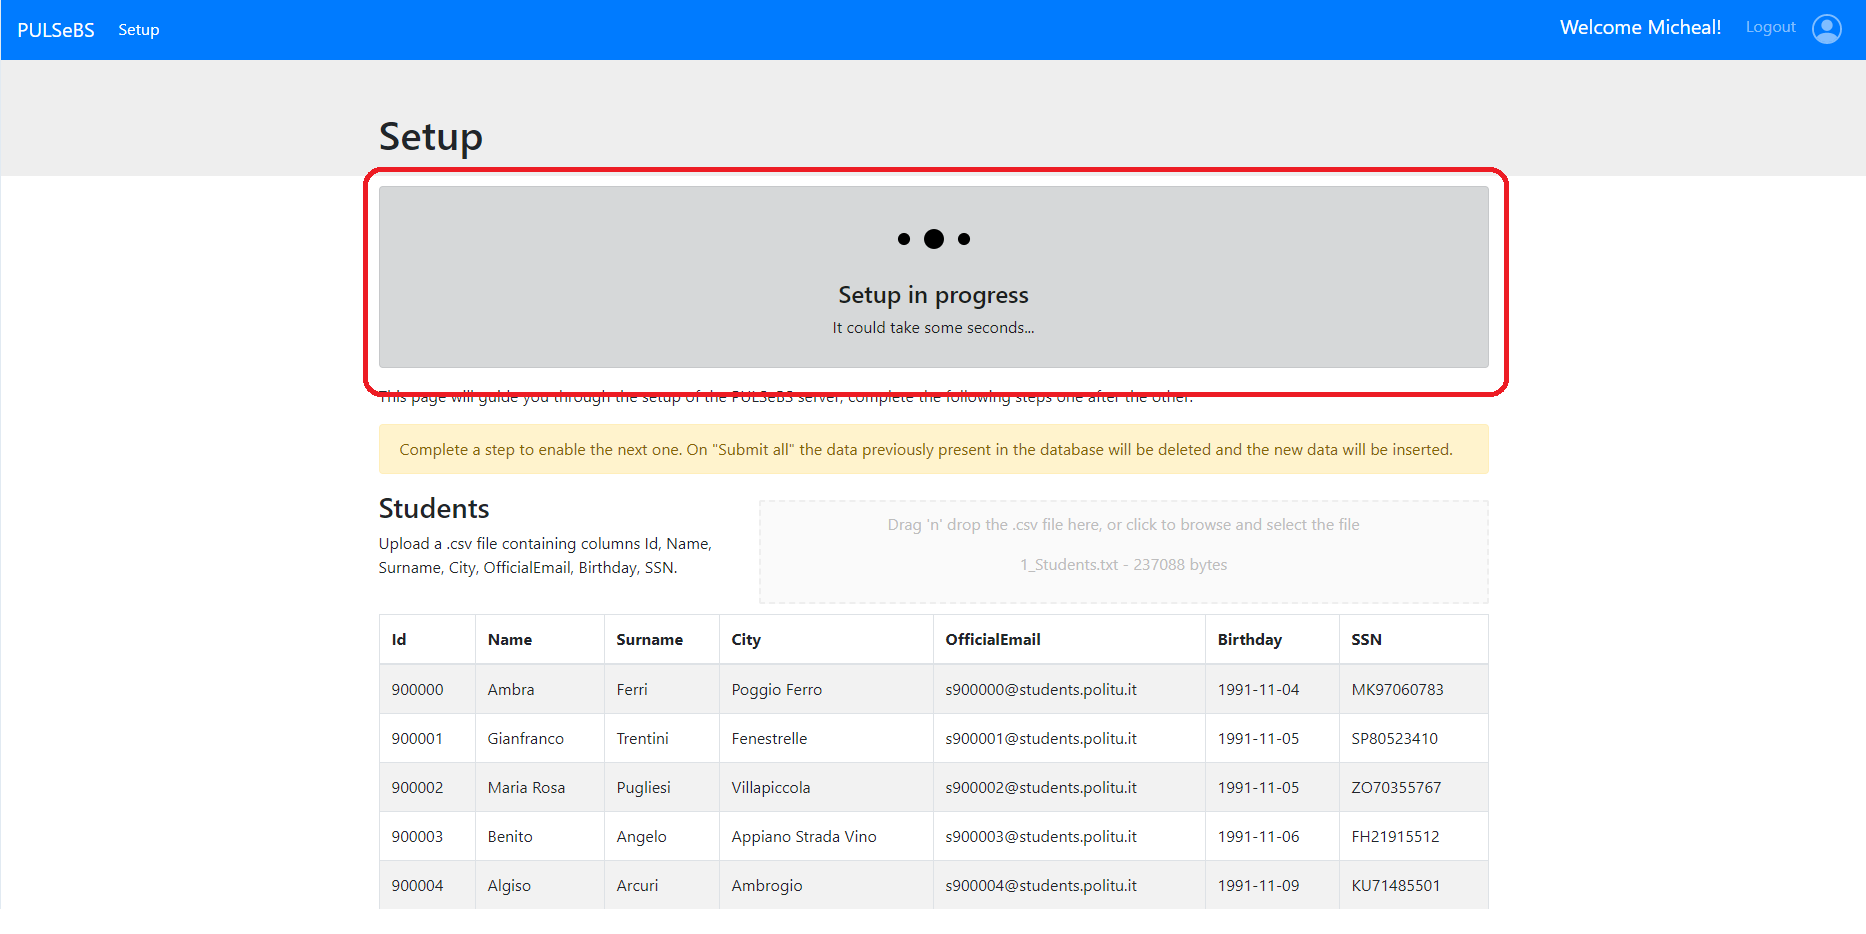 PULSeBS Setup Welcome Micheal! Logout
Setup
Setup in progress
It could take some seconds...
This page will guide you through the setup of the PULSeBS server, complete the following steps one after the other.
Complete a step to enable the next one. On "Submit all" the data previously present in the database will be deleted and the new data will be inserted.
Students
Upload a .csv file containing columns Id, Name,
Surname, City, OfficialEmail, Birthday, SSN.
Drag 'n' drop the .csv file here, or click to browse and select the file
1_Students.txt - 237088 bytes
Id Name Surname City OfficialEmail Birthday SSN
900000 Ambra Ferri Poggio Ferro s900000@students.politu.it 1991-11-04 MK97060783
900001 Gianfranco Trentini Fenestrelle s900001@students.politu.it 1991-11-05 SP80523410
900002 Maria Rosa Pugliesi Villapiccola s900002@students.politu.it 1991-11-05 ZO70355767
900003 Benito Angelo Appiano Strada Vino s900003@students.politu.it 1991-11-06 FH21915512
900004 Algiso Arcuri Ambrogio s900004@students.politu.it 1991-11-09 KU71485501